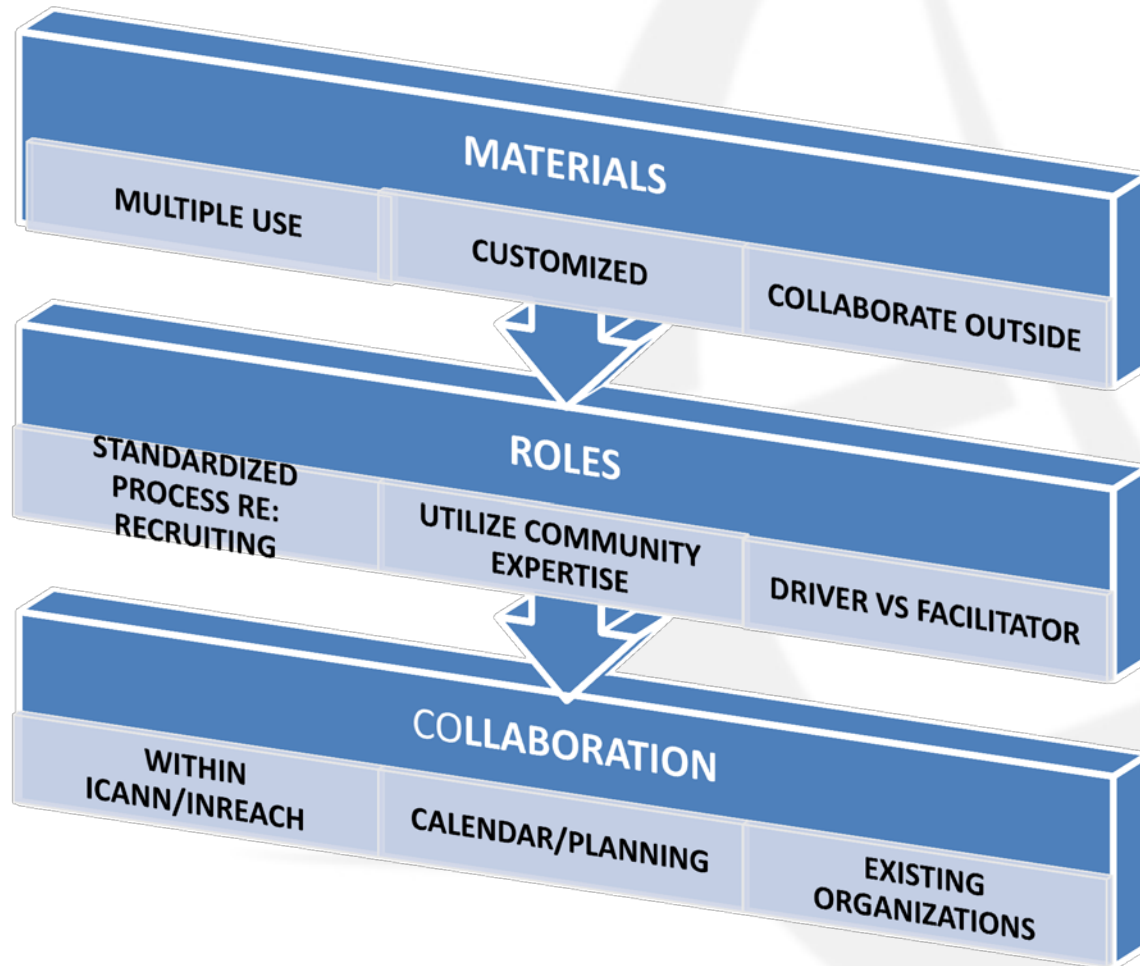 MATERIALS
MULTIPLE USE
CUSTOMIZED
COLLABORATE OUTSIDE
ROLES
STANDARDIZED
PROCESS RE:
RECRUITING
UTILIZE COMMUNITY
EXPERTISE
DRIVER VS FACILITATOR
COLLABORATION
WITHIN
ICANN/INREACH
CALENDAR/PLANNING
EXISTING
ORGANIZATIONS